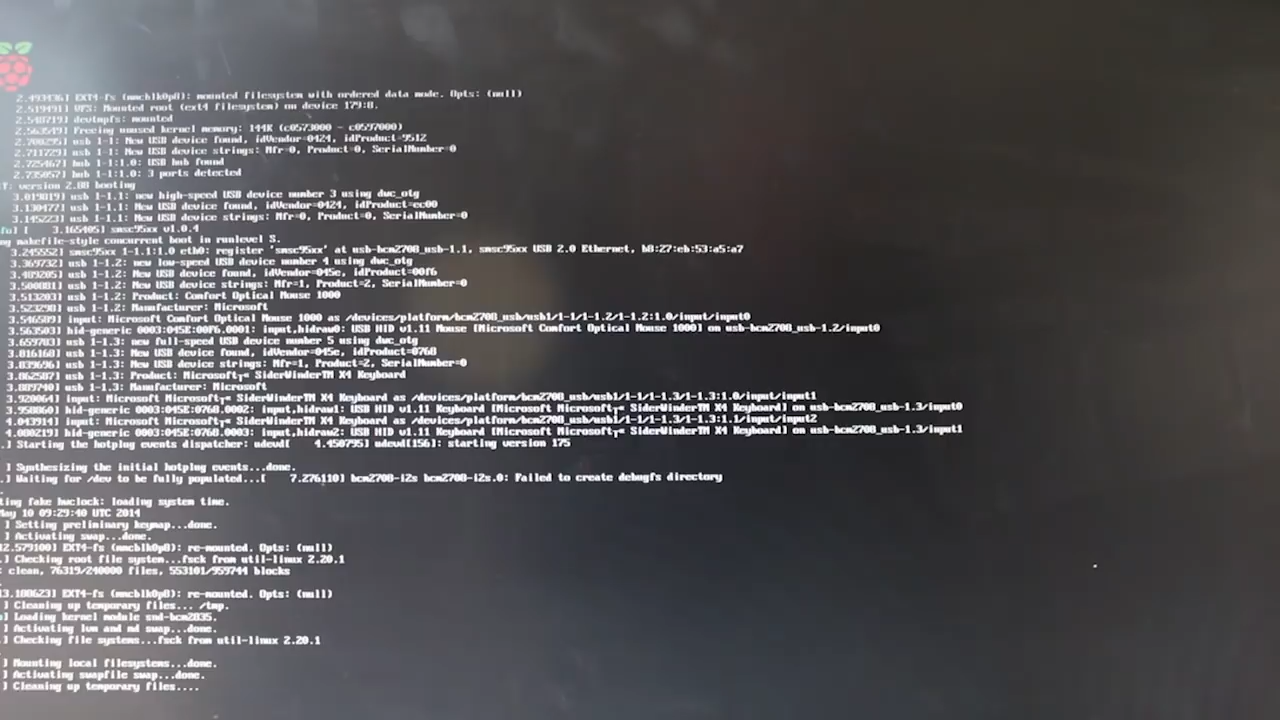 2.493436] EXT4-fs (mmcblk0p8): mounted filesystem with ordered data mode. Opts: (null)
2.519491] VFS: Mounted root (ext4 filesystem) on device 179:8.
2.548719] devtmpfs: mounted
2.563549] Freeing unused kernel memory: 144K (c0573000 - c0597000)
2.708295] usb 1-1: New USB device found, idVendor=0424, idProduct=9512
2.711729] usb 1-1: New USB device strings: Mfr=0, Product=0, SerialNumber=0
2.725467] hub 1-1:1.0: USB hub found
2.735057] hub 1-1:1.0: 3 ports detected
T: version 2.88 booting
3.019819] usb 1-1.1: new high-speed USB device number 3 using dwc_otg
3.130477] usb 1-1.1: New USB device found, idVendor=0424, idProduct=ec00
3.145223] usb 1-1.1: New USB device strings: Mfr=0, Product=0, SerialNumber=0
fo] [    3.165405] smsc95xx v1.0.4
ng makefile-style concurrent boot in runlevel S.
3.245552] smsc95xx 1-1.1:1.0 eth0: register 'smsc95xx' at usb-bcm2708_usb-1.1, smsc95xx USB 2.0 Ethernet, b8:27:eb:53:a5:a7
3.369732] usb 1-1.2: new low-speed USB device number 4 using dwc_otg
3.489205] usb 1-1.2: New USB device found, idVendor=045e, idProduct=00f6
3.500881] usb 1-1.2: New USB device strings: Mfr=1, Product=2, SerialNumber=0
3.513203] usb 1-1.2: Product: Comfort Optical Mouse 1000
3.523298] usb 1-1.2: Manufacturer: Microsoft
3.546589] input: Microsoft Comfort Optical Mouse 1000 as /devices/platform/bcm2708_usb/usb1/1-1/1-1.2/1-1.2:1.0/input/input0
3.563503] hid-generic 0003:045E:00F6.0001: input,hidraw0: USB HID v1.11 Mouse [Microsoft Comfort Optical Mouse 1000] on usb-bcm2708_usb-1.2/input0
3.659703] usb 1-1.3: new full-speed USB device number 5 using dwc_otg
3.816168] usb 1-1.3: New USB device found, idVendor=045e, idProduct=0768
3.839696] usb 1-1.3: New USB device strings: Mfr=1, Product=2, SerialNumber=0
3.862587] usb 1-1.3: Product: Microsoft┬« SiderWinderTM X4 Keyboard
3.889740] usb 1-1.3: Manufacturer: Microsoft
3.920064] input: Microsoft Microsoft┬« SiderWinderTM X4 Keyboard as /devices/platform/bcm2708_usb/usb1/1-1/1-1.3/1-1.3:1.0/input/input1
3.958860] hid-generic 0003:045E:0768.0002: input,hidraw1: USB HID v1.11 Keyboard [Microsoft Microsoft┬« SiderWinderTM X4 Keyboard] on usb-bcm2708_usb-1.3/input0
4.043914] input: Microsoft Microsoft┬« SiderWinderTM X4 Keyboard as /devices/platform/bcm2708_usb/usb1/1-1/1-1.3/1-1.3:1.1/input/input2
4.080219] hid-generic 0003:045E:0768.0003: input,hidraw2: USB HID v1.11 Keyboard [Microsoft Microsoft┬« SiderWinderTM X4 Keyboard] on usb-bcm2708_usb-1.3/input1
.] Starting the hotplug events dispatcher: udevd[    4.450795] udevd[156]: starting version 175
.
] Synthesizing the initial hotplug events...done.
.] Waiting for /dev to be fully populated...[    7.276110] bcm2708-i2s bcm2708-i2s.0: Failed to create debugfs directory
.
ting fake hwclock: loading system time.
May 10 09:29:40 UTC 2014
] Setting preliminary keymap...done.
] Activating swap...done.
12.579100] EXT4-fs (mmcblk0p8): re-mounted. Opts: (null)
.] Checking root file system...fsck from util-linux 2.20.1
: clean, 76319/240000 files, 553101/959744 blocks
.
13.180623] EXT4-fs (mmcblk0p8): re-mounted. Opts: (null)
] Cleaning up temporary files... /tmp.
o] Loading kernel module snd-bcm2835.
] Activating lvm and md swap...done.
.] Checking file systems...fsck from util-linux 2.20.1
.
] Mounting local filesystems...done.
] Activating swapfile swap...done.
] Cleaning up temporary files....